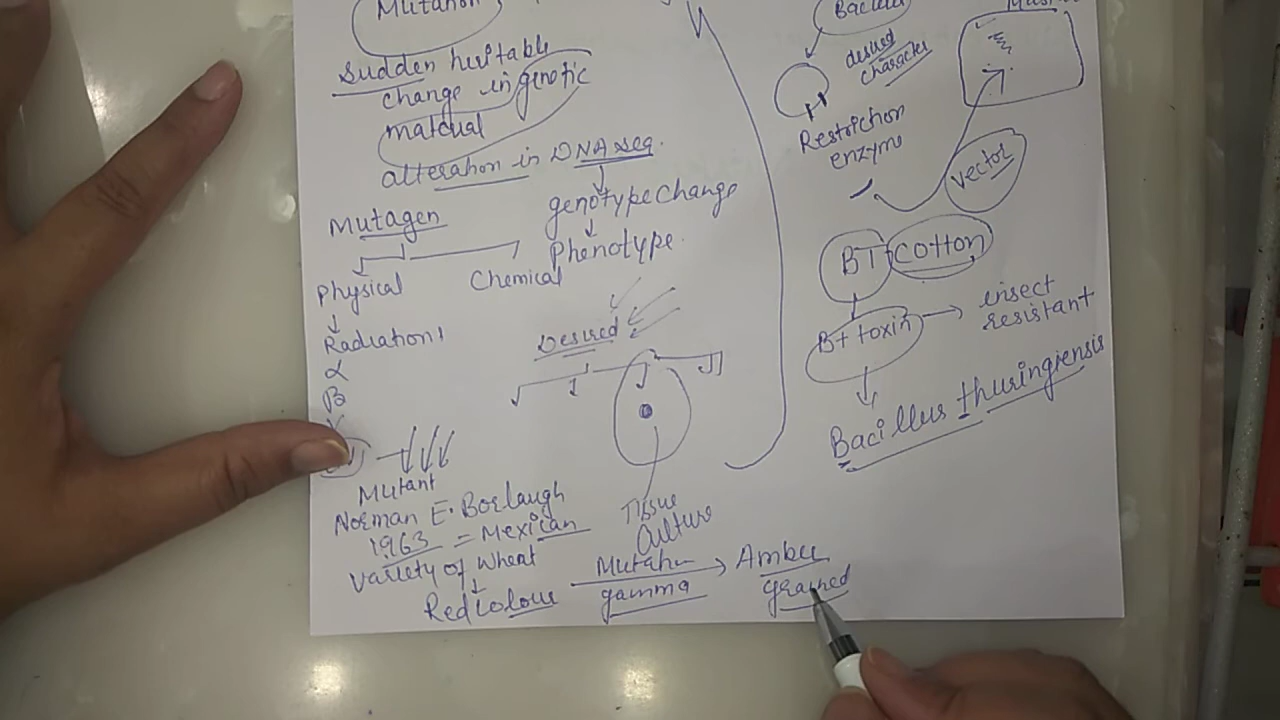 Mutation
Sudden heritable
change in genetic
material
alteration in DNA seq.
genotype change
Phenotype.
Mutagen
Physical
Chemical
Radiations
α
β
Mutant
Desired
Tissue
Culture
Norman E. Borlaugh
1963 = Mexican
variety of wheat
Red colour
Mutation
gamma
Amber
grained
Bacteria
desired
character
Restriction
enzyme
vector
BT cotton
Bt toxin
insect
resistant
Bacillus thuringiensis